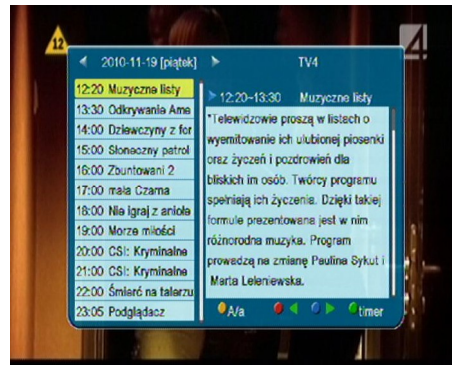 12
2010-11-19 [piątek]
TV4
12:20 Muzyczne listy
13:30 Odkrywanie Ame
14:00 Dziewczyny z for
15:00 Słoneczny patrol
16:00 Zbuntowani 2
17:00 mała Czarna
18:00 Nie igraj z aniołe
19:00 Morze miłości
20:00 CSI: Kryminalne
21:00 CSI: Kryminalne
22:00 Śmierć na talerzu
23:05 Podglądacz
12:20-13:30 Muzyczne listy
"Telewidzowie proszą w listach o
wyemitowanie ich ulubionej piosenki
oraz życzeń i pozdrowień dla
bliskich im osób. Twórcy programu
spełniają ich życzenia. Dzięki takiej
formule prezentowana jest w nim
różnorodna muzyka. Program
prowadzą na zmianę Paulina Sykut i
Marta Leleniewska.
A/a
timer
4